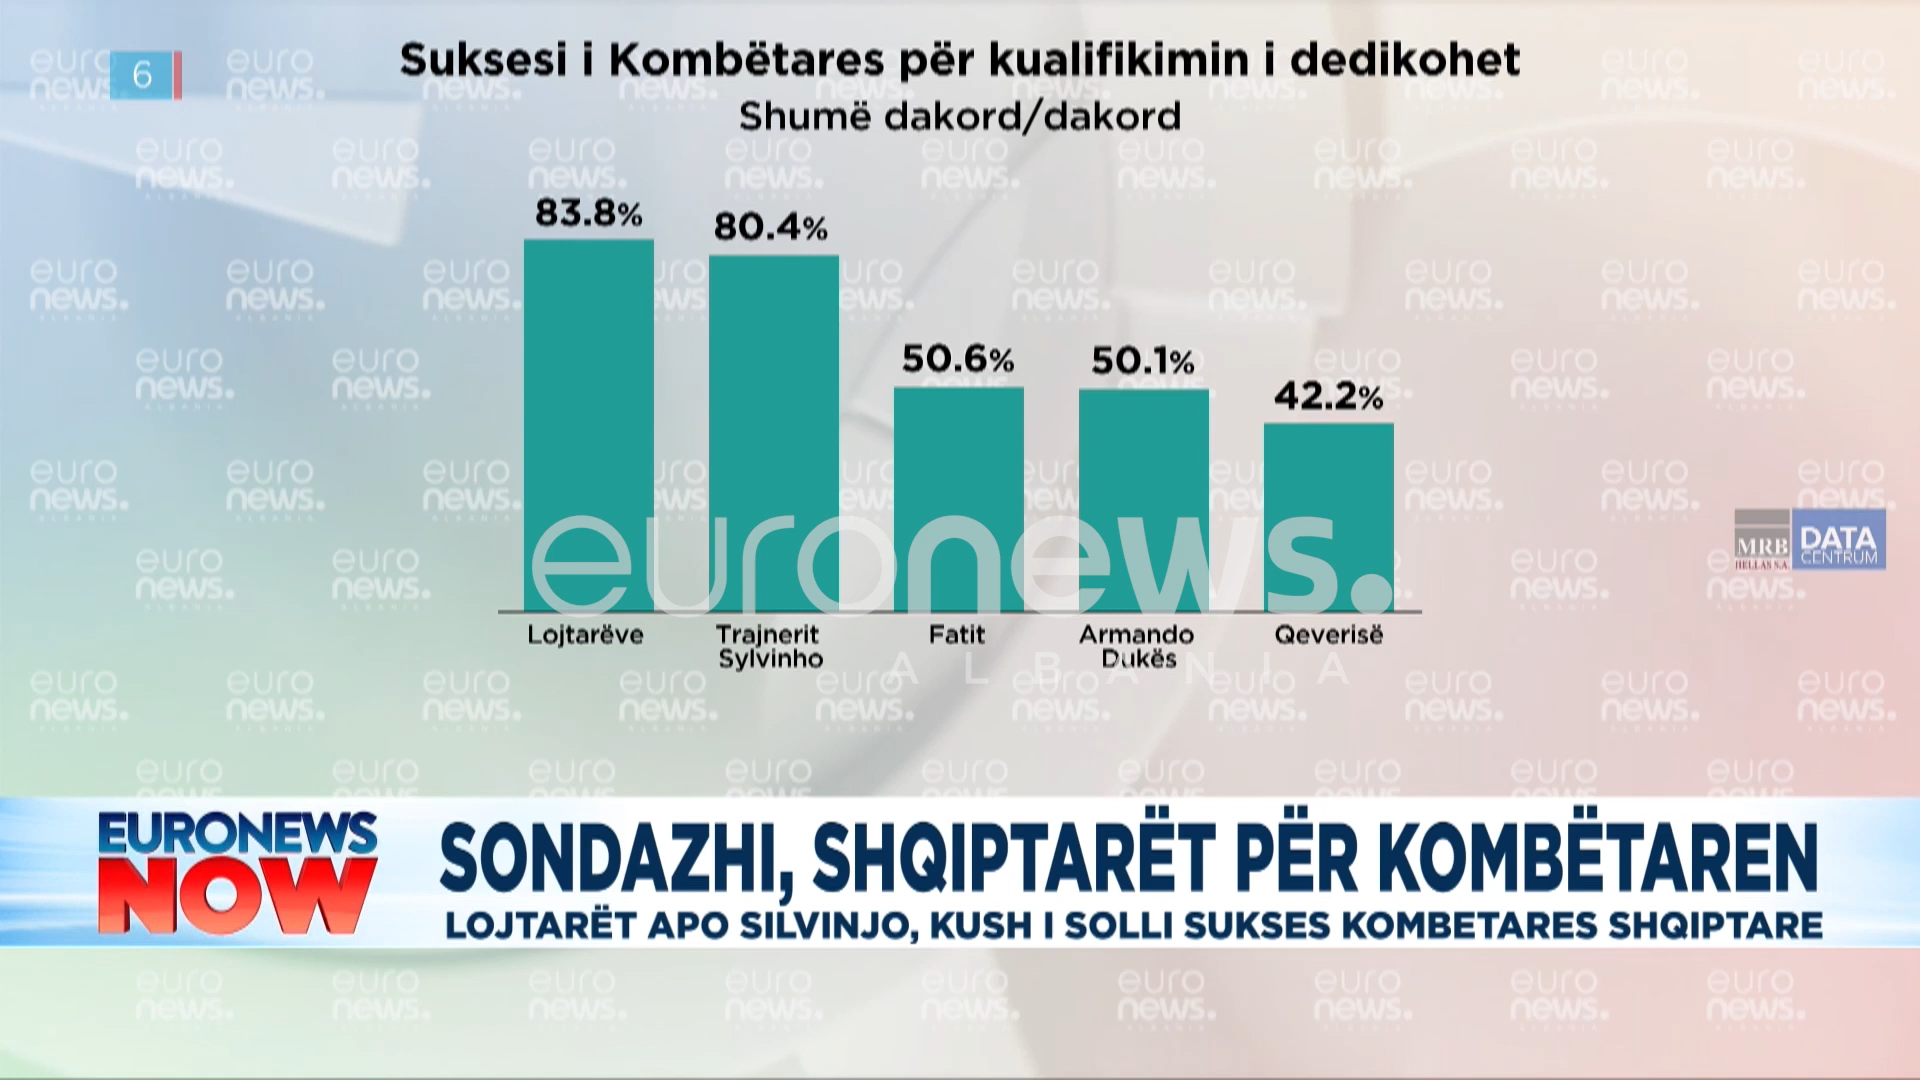 6
Suksesi i Kombëtares për kualifikimin i dedikohet
Shumë dakord/dakord
83.8%
80.4%
50.6%
50.1%
42.2%
Lojtarëve
Trajnerit
Sylvinho
Fatit
Armando
Dukës
Qeverisë
euronews.
ALBANIA
MRB
HELLAS S.A.
DATA
CENTRUM
EURONEWS
NOW
SONDAZHI, SHQIPTARËT PËR KOMBËTAREN
LOJTARËT APO SILVINJO, KUSH I SOLLI SUKSES KOMBETARES SHQIPTARE